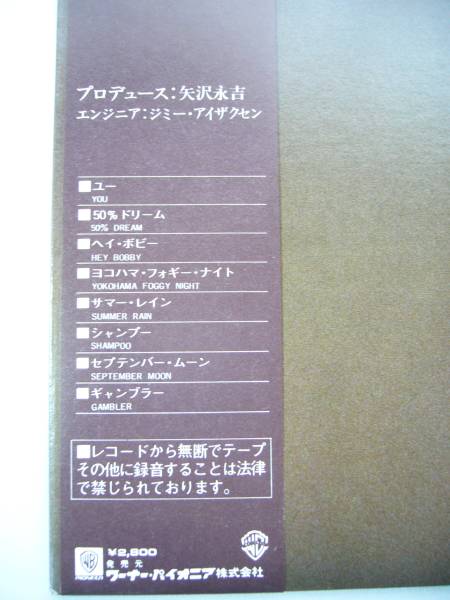 プロデュース:矢沢永吉
エンジニア:ジミー・アイザクセン
■ユー
YOU
■50%ドリーム
50% DREAM
■ヘイ・ボビー
HEY BOBBY
■ヨコハマ・フォギー・ナイト
YOKOHAMA FOGGY NIGHT
■サマー・レイン
SUMMER RAIN
■シャンプー
SHAMPOO
■セプテンバー・ムーン
SEPTEMBER MOON
■ギャンブラー
GAMBLER
■レコードから無断でテープ
その他に録音することは法律
で禁じられております。
¥2,800
発売元
PIONEER
ワーナー・パイオニア株式会社